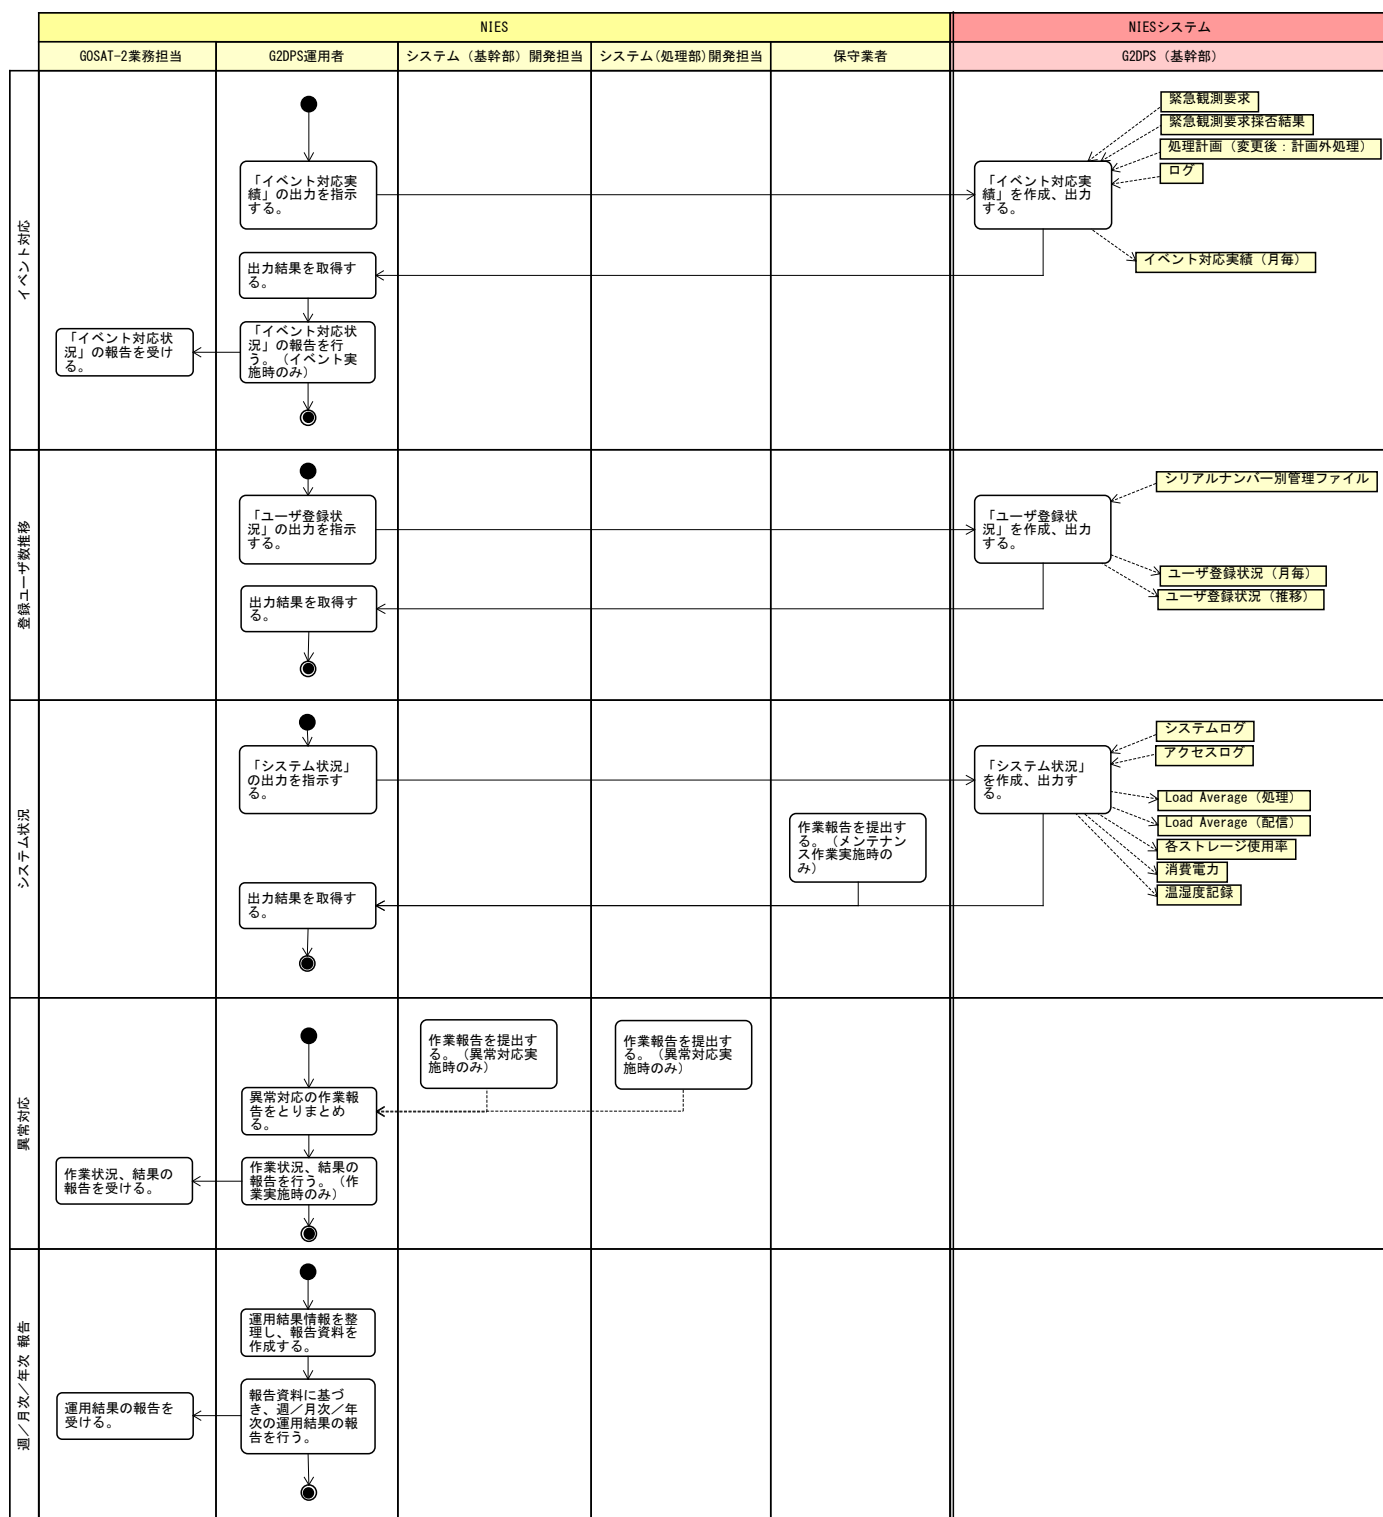 NIES
NIESシステム
GOSAT-2業務担当
G2DPS運用者
システム（基幹部）開発担当
システム(処理部)開発担当
保守業者
G2DPS（基幹部）
イベント対応
緊急観測要求
緊急観測要求採否結果
処理計画（変更後：計画外処理）
ログ
「イベント対応実
績」の出力を指示
する。
「イベント対応実
績」を作成、出力
する。
イベント対応実績（月毎）
出力結果を取得す
る。
「イベント対応状
況」の報告を行
う。（イベント実
施時のみ）
「イベント対応状
況」の報告を受け
る。
登録ユーザ数推移
シリアルナンバー別管理ファイル
「ユーザ登録状
況」の出力を指示
する。
「ユーザ登録状
況」を作成、出力
する。
ユーザ登録状況（月毎）
ユーザ登録状況（推移）
出力結果を取得す
る。
システム状況
システムログ
アクセスログ
「システム状況」
の出力を指示す
る。
「システム状況」
を作成、出力す
る。
Load Average（処理）
Load Average（配信）
各ストレージ使用率
消費電力
温湿度記録
作業報告を提出す
る。（メンテナン
ス作業実施時の
み）
出力結果を取得す
る。
異常対応
作業報告を提出す
る。（異常対応実
施時のみ）
作業報告を提出す
る。（異常対応実
施時のみ）
異常対応の作業報
告をとりまとめ
る。
作業状況、結果の
報告を行う。（作
業実施時のみ）
作業状況、結果の
報告を受ける。
週／月次／年次 報告
運用結果情報を整
理し、報告資料を
作成する。
報告資料に基づ
き、週／月次／年
次の運用結果の報
告を行う。
運用結果の報告を
受ける。